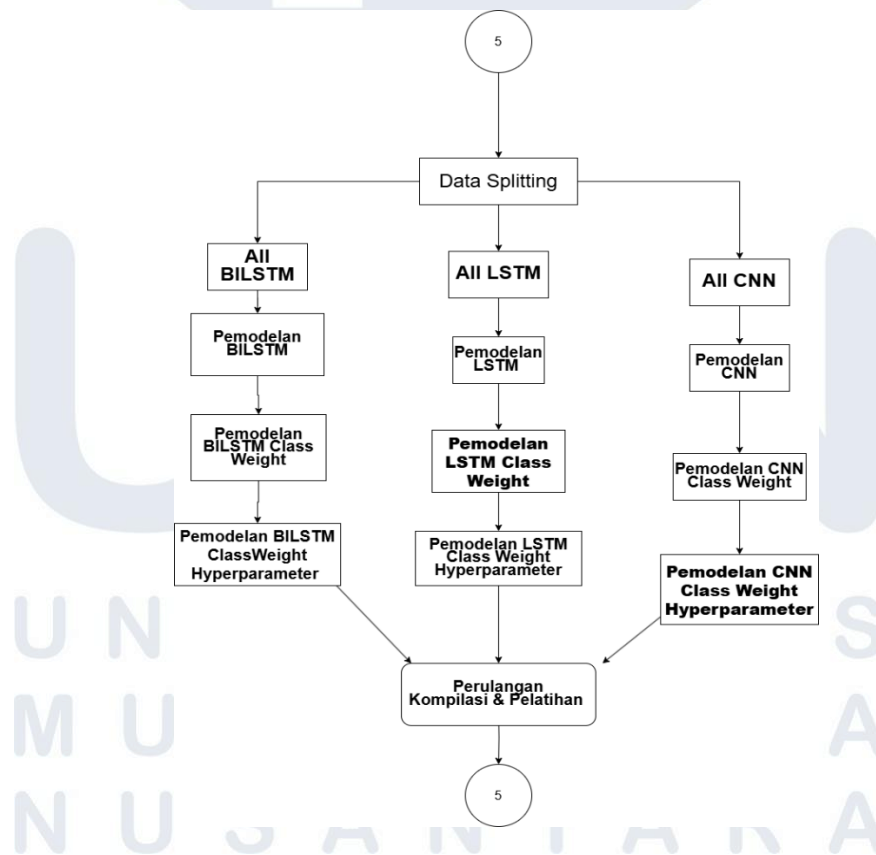 5
Data Splitting
All
BILSTM
Pemodelan
BILSTM
Pemodelan
BILSTM Class
Weight
Pemodelan BILSTM
ClassWeight
Hyperparameter
All LSTM
Pemodelan
LSTM
Pemodelan
LSTM Class
Weight
Pemodelan LSTM
Class Weight
Hyperparameter
All CNN
Pemodelan
CNN
Pemodelan CNN
Class Weight
Pemodelan CNN
Class Weight
Hyperparameter
Perulangan
Kompilasi & Pelatihan
5
U N S
M U A
N U S A N T A R A